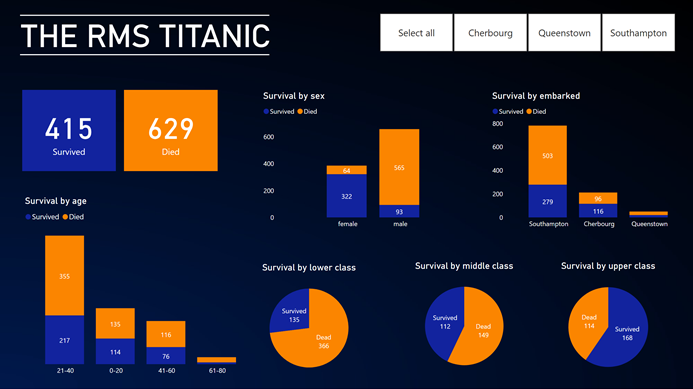 THE RMS TITANIC
Select all
Cherbourg
Queenstown
Southampton
415
Survived
629
Died
Survival by sex
Survived Died
600
400
200
0
64
322
565
93
female
male
Survival by embarked
Survived Died
800
600
400
200
0
503
279
96
116
Southampton
Cherbourg
Queenstown
Survival by age
Survived Died
355
217
135
114
116
76
21-40
0-20
41-60
61-80
Survival by lower class
Survived
135
Dead
366
Survival by middle class
Survived
112
Dead
149
Survival by upper class
Dead
114
Survived
168